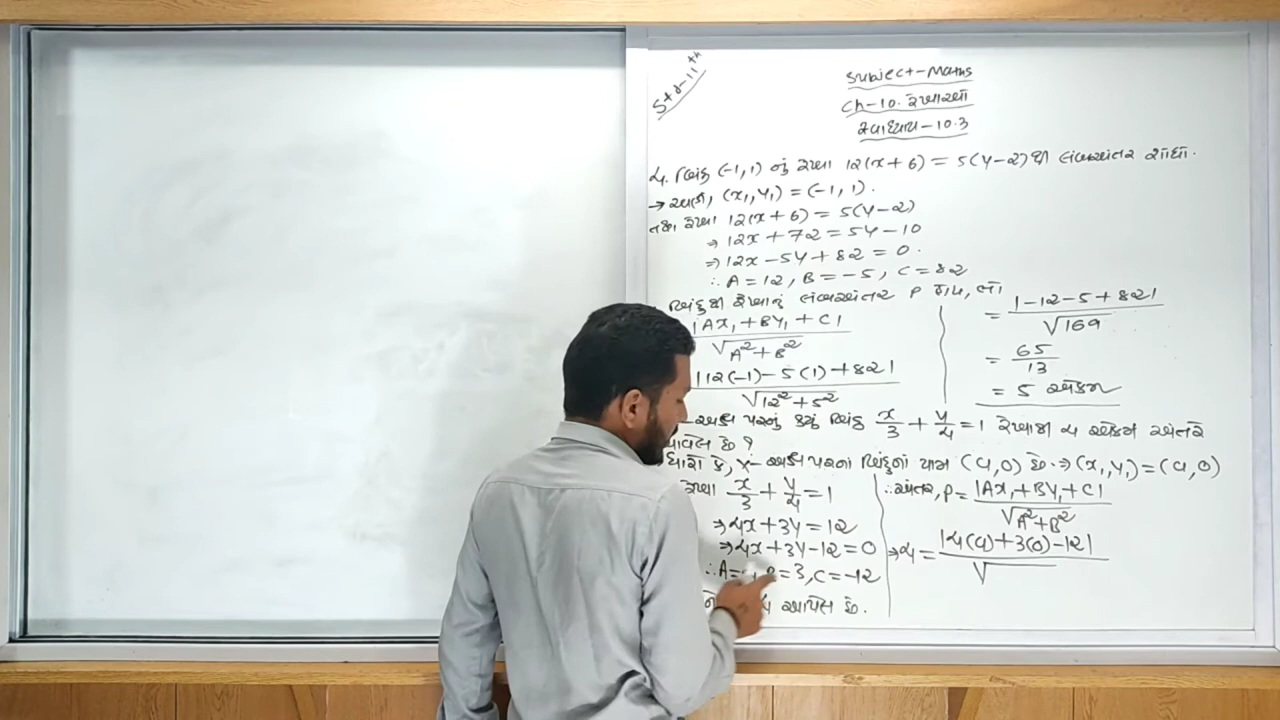 Std-11th
Subject-Maths
Ch-10. રેખાઓ
સ્વાધ્યાય-10.3
૪. બિંદુ (-1,1) નું રેખા 12(x+6) = 5(y-2) થી લંબઅંતર શોધો.
→ અહીં, (x₁,y₁) = (-1,1).
તથા રેખા 12(x+6) = 5(y-2)
⇒ 12x + 72 = 5y - 10
⇒ 12x - 5y + 82 = 0.
∴ A = 12, B = -5, C = 82
બિંદુથી રેખાનું લંબઅંતર P હોય, તો
|Ax₁ + By₁ + C|
√A² + B²
|12(-1) - 5(1) + 82|
√12² + 5²
= |-12 - 5 + 82|
√169
= 65
13
= 5 એકમ
-અક્ષ પરનું કયું બિંદુ x/3 + y/4 = 1 રેખાથી ૪ એકમ અંતરે
આવેલ છે ?
ધારો કે, x-અક્ષ પરના બિંદુનો યામ (a,0) છે. ⇒ (x₁,y₁) = (a,0)
રેખા x/3 + y/4 = 1
⇒ 4x + 3y = 12
⇒ 4x + 3y - 12 = 0
∴ A = =3, C = -12
આપેલ છે.
∴ અંતર, P = |Ax₁ + By₁ + C|
√A² + B²
⇒ 4 = |4(a) + 3(0) - 12|
√